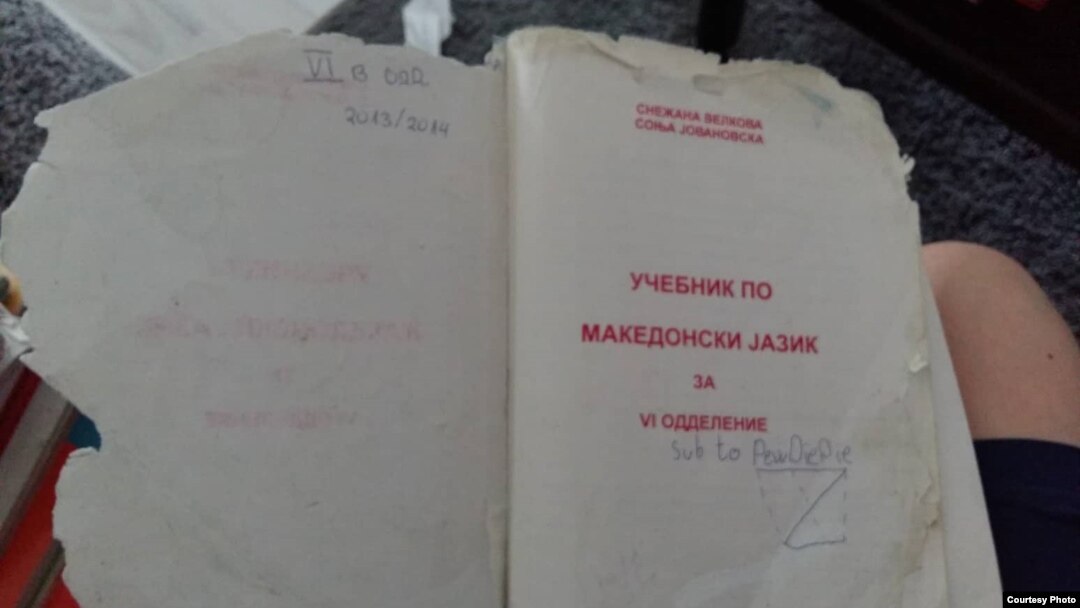 VI В одд
2013/2014
СНЕЖАНА ВЕЛКОВА
СОЊА ЈОВАНОВСКА
УЧЕБНИК ПО
МАКЕДОНСКИ ЈАЗИК
ЗА
VI ОДДЕЛЕНИЕ
sub to PewDiePie
Courtesy Photo